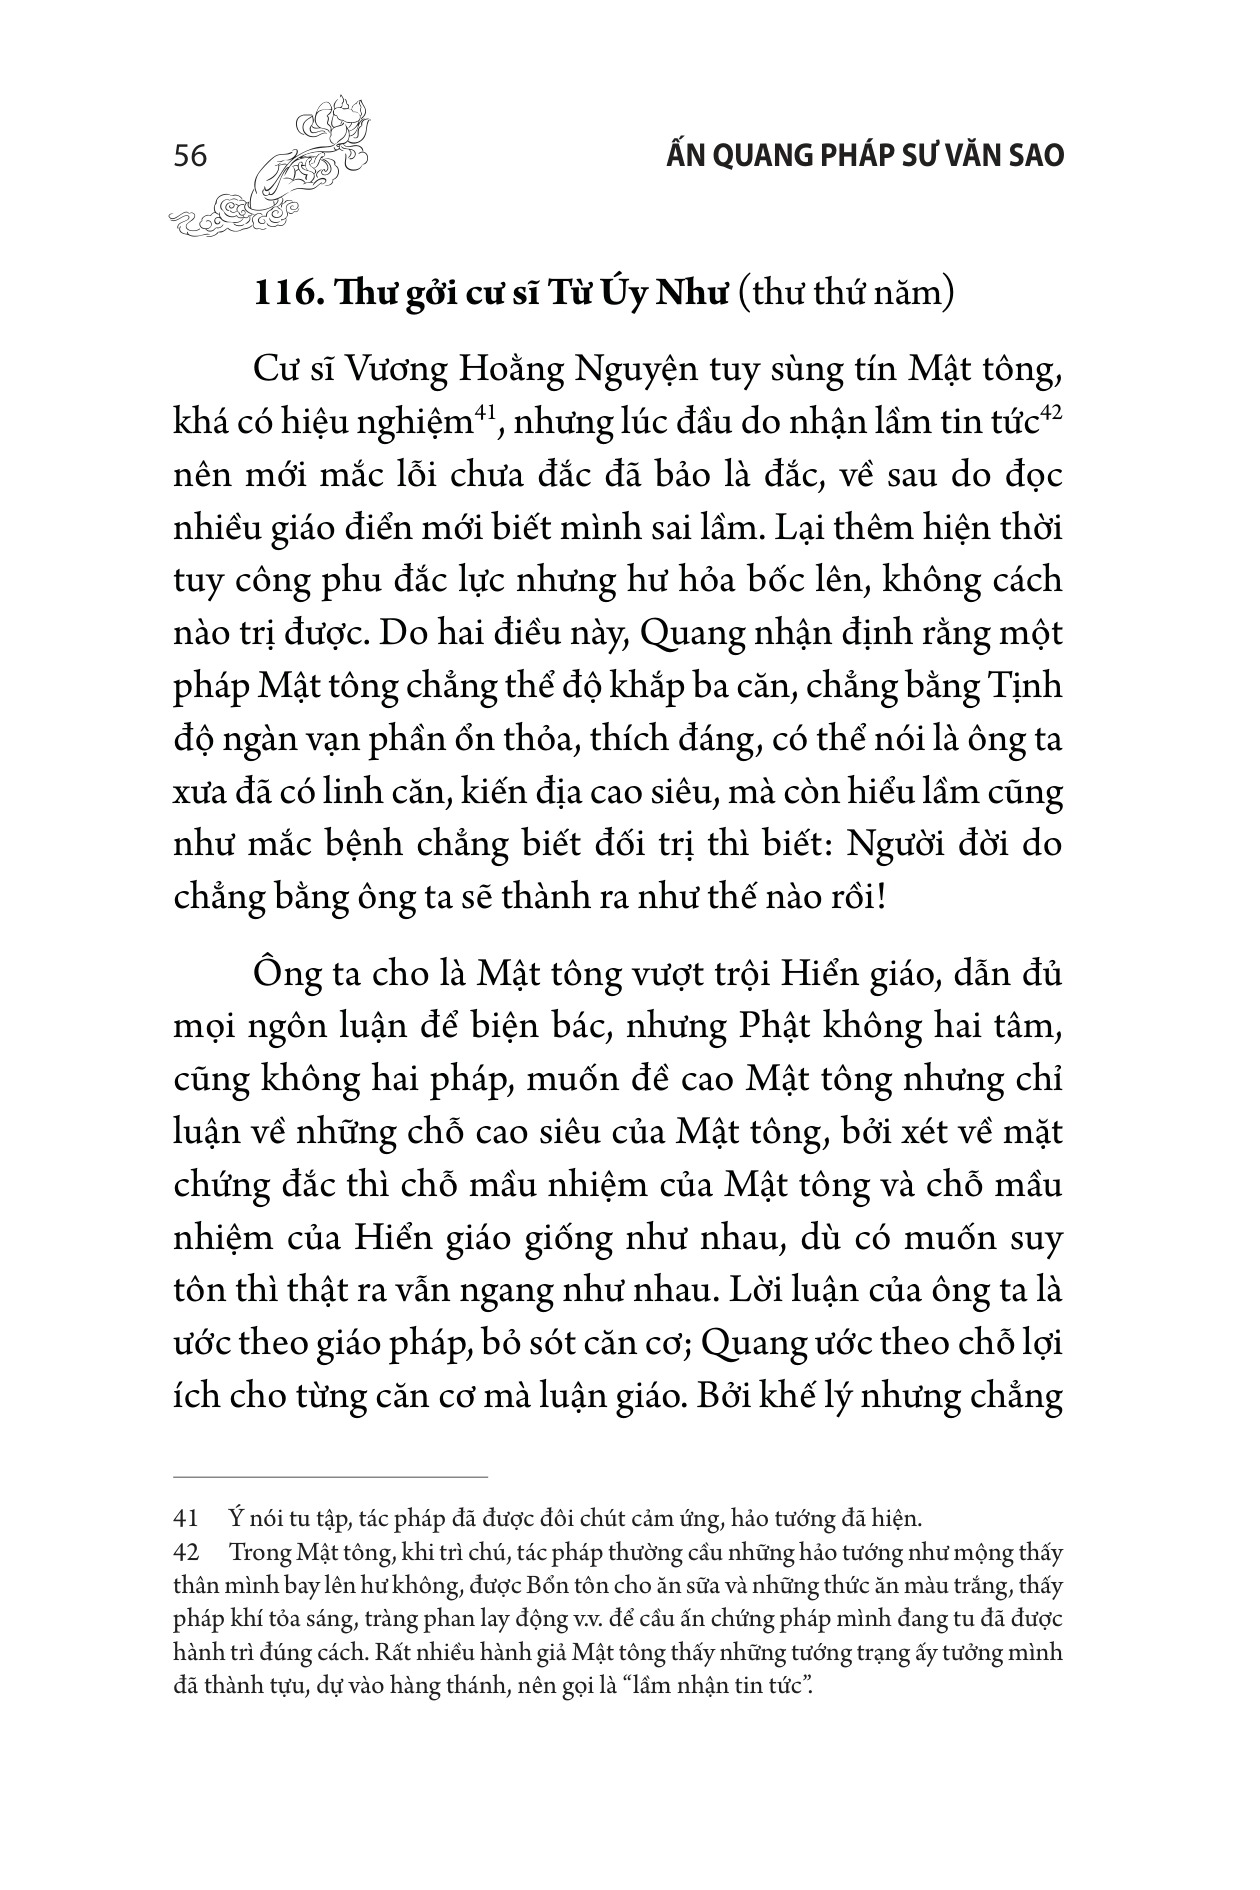 56
ẤN QUANG PHÁP SƯ VĂN SAO
116. Thư gởi cư sĩ Từ Úy Như (thư thứ năm)
Cư sĩ Vương Hoằng Nguyện tuy sùng tín Mật tông,
khá có hiệu nghiệm41, nhưng lúc đầu do nhận lầm tin tức42
nên mới mắc lỗi chưa đắc đã bảo là đắc, về sau do đọc
nhiều giáo điển mới biết mình sai lầm. Lại thêm hiện thời
tuy công phu đắc lực nhưng hư hỏa bốc lên, không cách
nào trị được. Do hai điều này, Quang nhận định rằng một
pháp Mật tông chẳng thể độ khắp ba căn, chẳng bằng Tịnh
độ ngàn vạn phần ổn thỏa, thích đáng, có thể nói là ông ta
xưa đã có linh căn, kiến địa cao siêu, mà còn hiểu lầm cũng
như mắc bệnh chẳng biết đối trị thì biết: Người đời do
chẳng bằng ông ta sẽ thành ra như thế nào rồi!
Ông ta cho là Mật tông vượt trội Hiển giáo, dẫn đủ
mọi ngôn luận để biện bác, nhưng Phật không hai tâm,
cũng không hai pháp, muốn đề cao Mật tông nhưng chỉ
luận về những chỗ cao siêu của Mật tông, bởi xét về mặt
chứng đắc thì chỗ mầu nhiệm của Mật tông và chỗ mầu
nhiệm của Hiển giáo giống như nhau, dù có muốn suy
tôn thì thật ra vẫn ngang như nhau. Lời luận của ông ta là
ước theo giáo pháp, bỏ sót căn cơ; Quang ước theo chỗ lợi
ích cho từng căn cơ mà luận giáo. Bởi khế lý nhưng chẳng
41 Ý nói tu tập, tác pháp đã được đôi chút cảm ứng, hảo tướng đã hiện.
42 Trong Mật tông, khi trì chú, tác pháp thường cầu những hảo tướng như mộng thấy
thân mình bay lên hư không, được Bổn tôn cho ăn sữa và những thức ăn màu trắng, thấy
pháp khí tỏa sáng, tràng phan lay động v.v. để cầu ấn chứng pháp mình đang tu đã được
hành trì đúng cách. Rất nhiều hành giả Mật tông thấy những tướng trạng ấy tưởng mình
đã thành tựu, dự vào hàng thánh, nên gọi là “lầm nhận tin tức”.